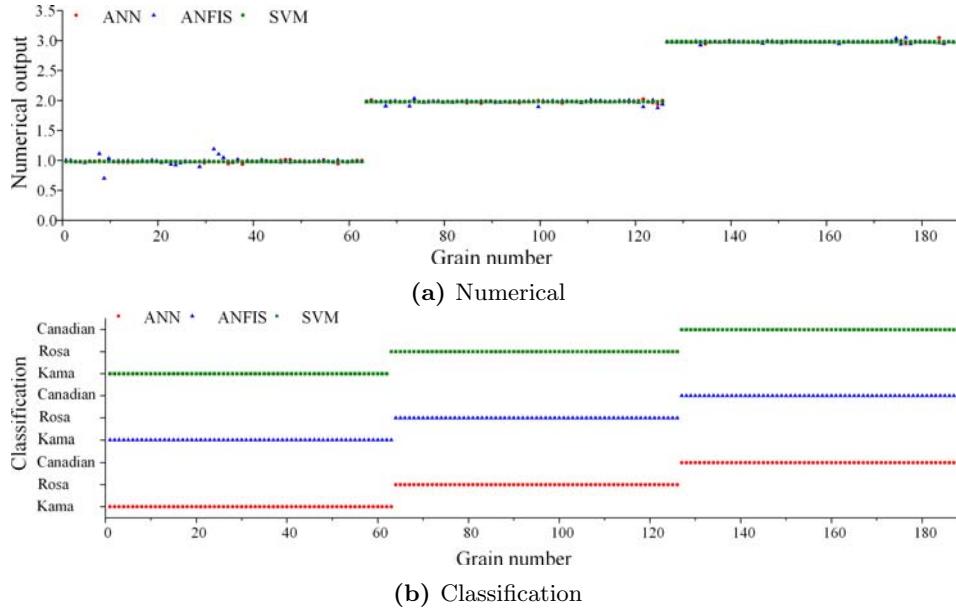 ANN ANFIS SVM
Numerical output
3.5
3.0
2.5
2.0
1.5
1.0
0.5
0.0
0 20 40 60 80 100 120 140 160 180
Grain number
(a) Numerical
ANN ANFIS SVM
Classification
Canadian
Rosa
Kama
Canadian
Rosa
Kama
Canadian
Rosa
Kama
0 20 40 60 80 100 120 140 160 180
Grain number
(b) Classification